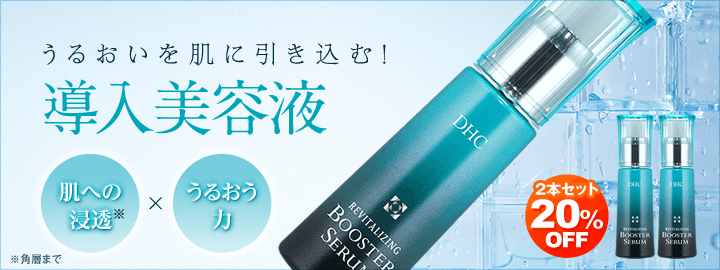 うるおいを肌に引き込む!
導入美容液
肌への
浸透※
×
うるおう
力
※角層まで
DHC
REVITALIZING
BOOSTER
SERUM
2本セット
20%
OFF
DHC
REVITALIZING
BOOSTER
SERUM
DHC
REVITALIZING
BOOSTER
SERUM